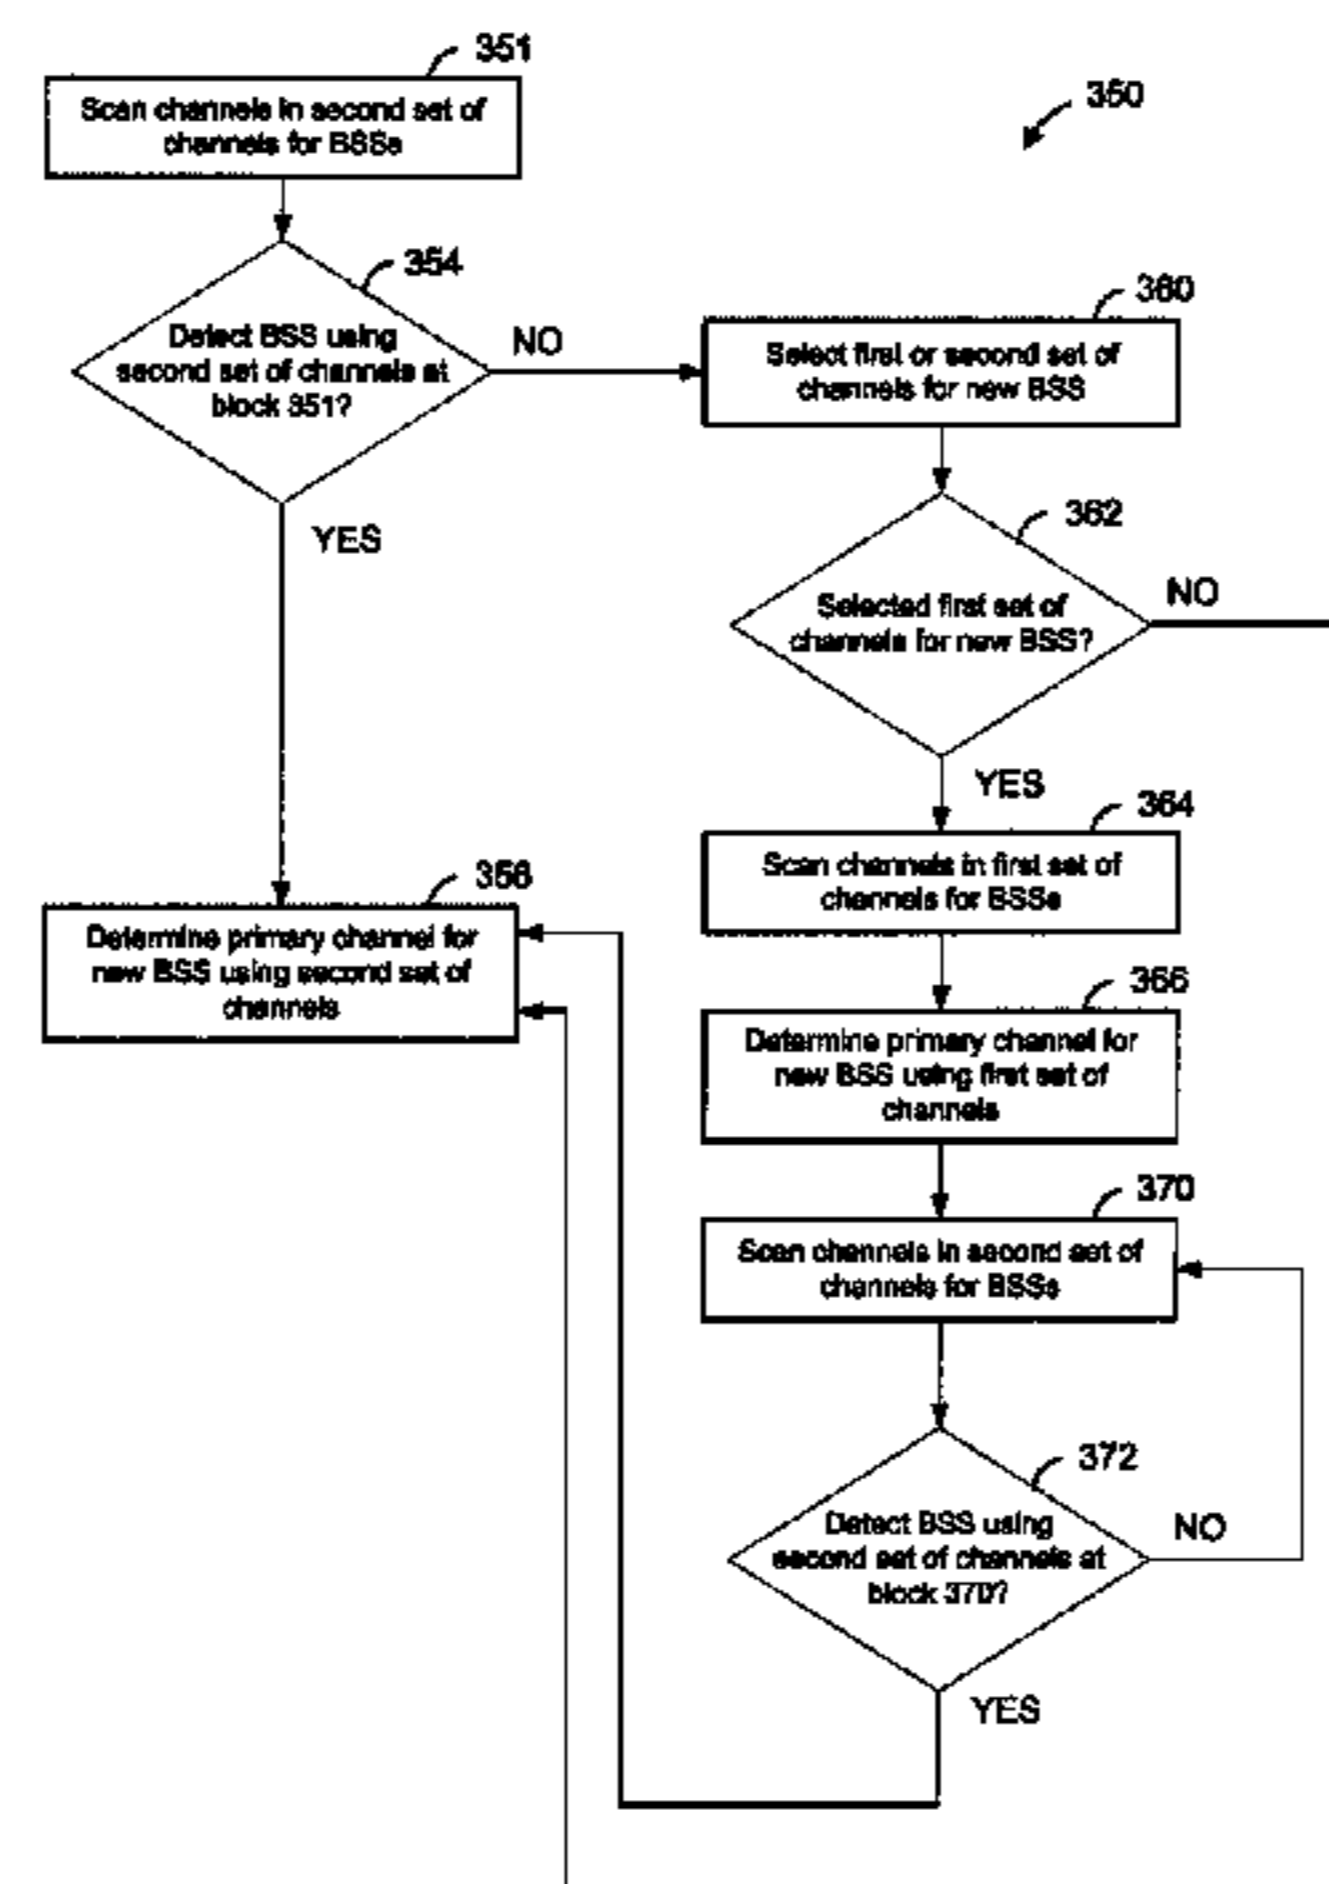 351
Scan channels in second set of
channels for BSSs
350
354
Detect BSS using
second set of channels at
block 351?
NO
YES
360
Select first or second set of
channels for new BSS
362
Selected first set of
channels for new BSS?
NO
YES
364
Scan channels in first set of
channels for BSSs
358
Determine primary channel for
new BSS using second set of
channels
366
Determine primary channel for
new BSS using first set of
channels
370
Scan channels in second set of
channels for BSSs
372
Detect BSS using
second set of channels at
block 370?
NO
YES